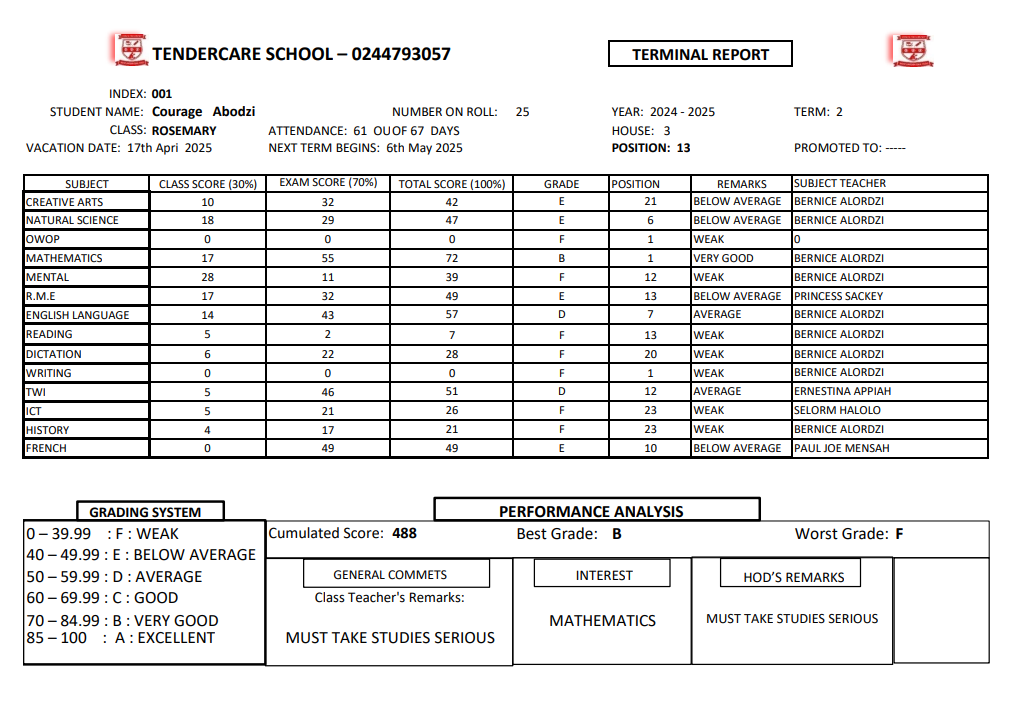 TENDERCARE SCHOOL – 0244793057
TERMINAL REPORT
INDEX: 001
STUDENT NAME: Courage Abodzi NUMBER ON ROLL: 25 YEAR: 2024 - 2025 TERM: 2
CLASS: ROSEMARY ATTENDANCE: 61 OUOF 67 DAYS HOUSE: 3
VACATION DATE: 17th Apri 2025 NEXT TERM BEGINS: 6th May 2025 POSITION: 13 PROMOTED TO: -----
SUBJECT CLASS SCORE (30%) EXAM SCORE (70%) TOTAL SCORE (100%) GRADE POSITION REMARKS SUBJECT TEACHER
CREATIVE ARTS 10 32 42 E 21 BELOW AVERAGE BERNICE ALORDZI
NATURAL SCIENCE 18 29 47 E 6 BELOW AVERAGE BERNICE ALORDZI
OWOP 0 0 0 F 1 WEAK 0
MATHEMATICS 17 55 72 B 1 VERY GOOD BERNICE ALORDZI
MENTAL 28 11 39 F 12 WEAK BERNICE ALORDZI
R.M.E 17 32 49 E 13 BELOW AVERAGE PRINCESS SACKEY
ENGLISH LANGUAGE 14 43 57 D 7 AVERAGE BERNICE ALORDZI
READING 5 2 7 F 13 WEAK BERNICE ALORDZI
DICTATION 6 22 28 F 20 WEAK BERNICE ALORDZI
WRITING 0 0 0 F 1 WEAK BERNICE ALORDZI
TWI 5 46 51 D 12 AVERAGE ERNESTINA APPIAH
ICT 5 21 26 F 23 WEAK SELORM HALOLO
HISTORY 4 17 21 F 23 WEAK BERNICE ALORDZI
FRENCH 0 49 49 E 10 BELOW AVERAGE PAUL JOE MENSAH
GRADING SYSTEM
0 – 39.99 : F : WEAK
40 – 49.99 : E : BELOW AVERAGE
50 – 59.99 : D : AVERAGE
60 – 69.99 : C : GOOD
70 – 84.99 : B : VERY GOOD
85 – 100 : A : EXCELLENT
PERFORMANCE ANALYSIS
Cumulated Score: 488 Best Grade: B Worst Grade: F
GENERAL COMMETS
Class Teacher's Remarks:
MUST TAKE STUDIES SERIOUS
INTEREST
MATHEMATICS
HOD’S REMARKS
MUST TAKE STUDIES SERIOUS